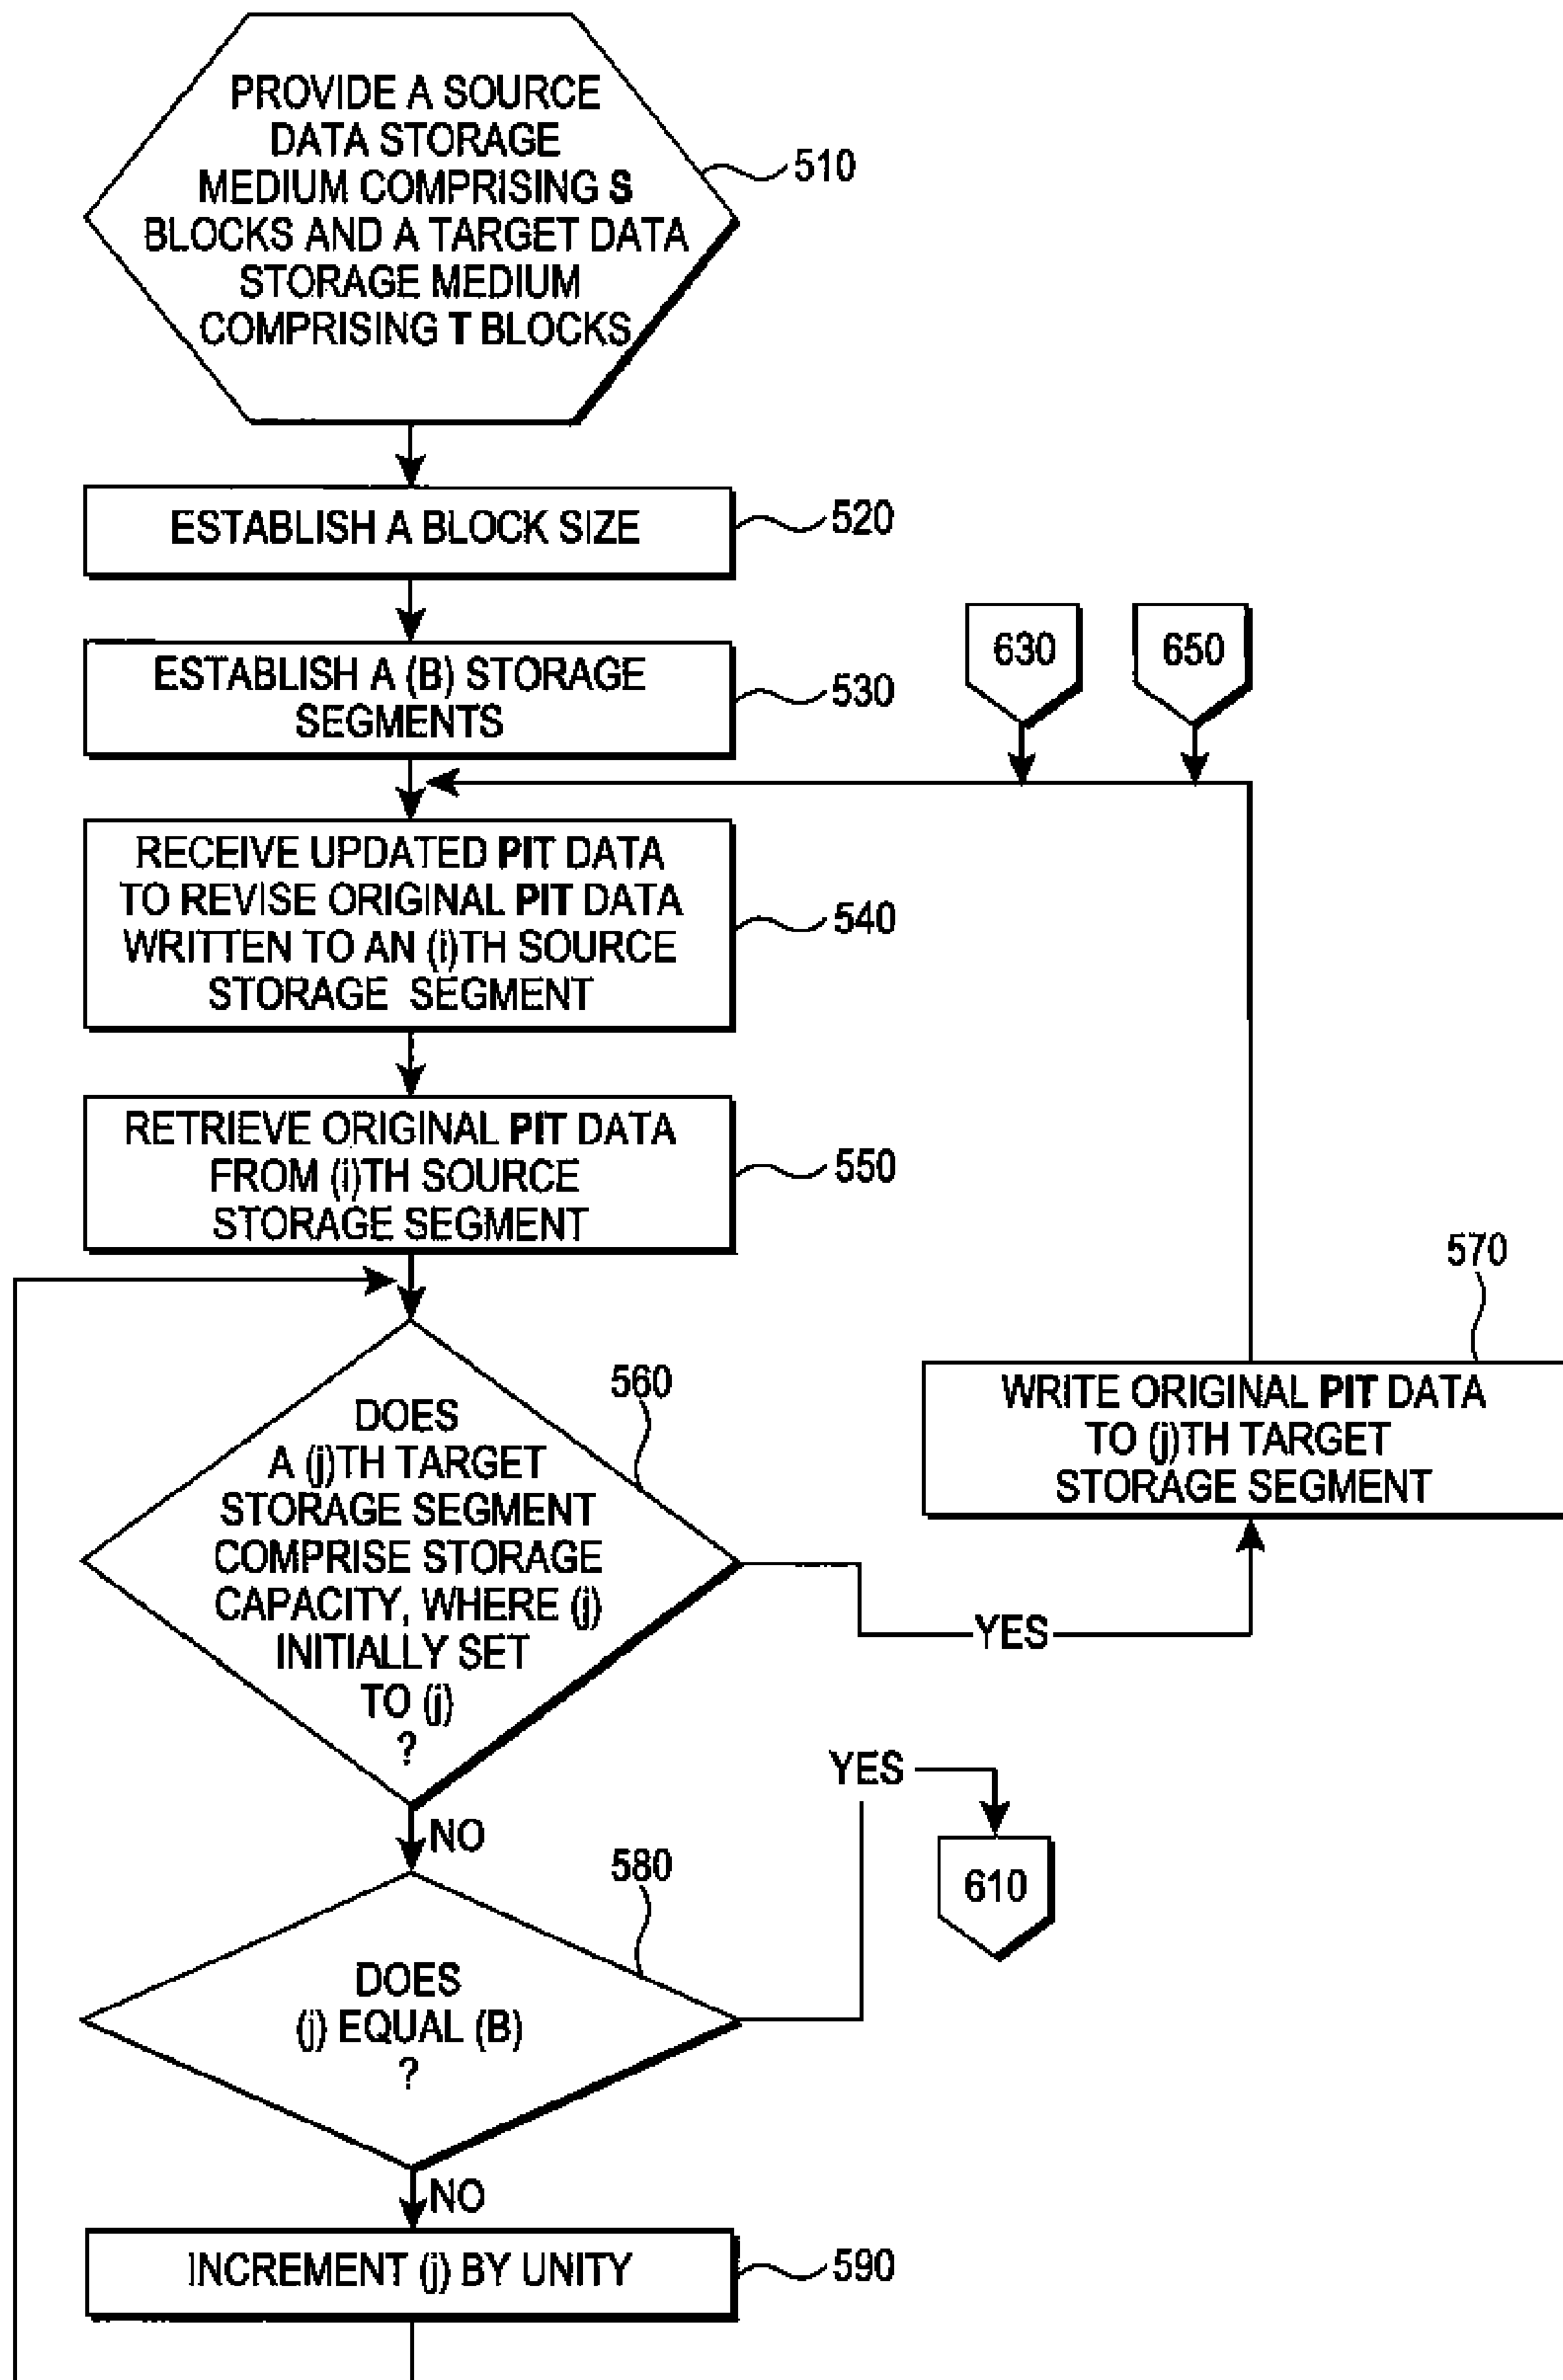 PROVIDE A SOURCE
DATA STORAGE
MEDIUM COMPRISING S
BLOCKS AND A TARGET DATA
STORAGE MEDIUM
COMPRISING T BLOCKS
510
ESTABLISH A BLOCK SIZE
520
ESTABLISH A (B) STORAGE
SEGMENTS
530
630
650
RECEIVE UPDATED PIT DATA
TO REVISE ORIGINAL PIT DATA
WRITTEN TO AN (i)TH SOURCE
STORAGE SEGMENT
540
RETRIEVE ORIGINAL PIT DATA
FROM (i)TH SOURCE
STORAGE SEGMENT
550
570
WRITE ORIGINAL PIT DATA
TO (j)TH TARGET
STORAGE SEGMENT
560
DOES
A (j)TH TARGET
STORAGE SEGMENT
COMPRISE STORAGE
CAPACITY, WHERE (j)
INITIALLY SET
TO (j)
?
YES
NO
YES
610
580
DOES
(j) EQUAL (B)
?
NO
INCREMENT (j) BY UNITY
590